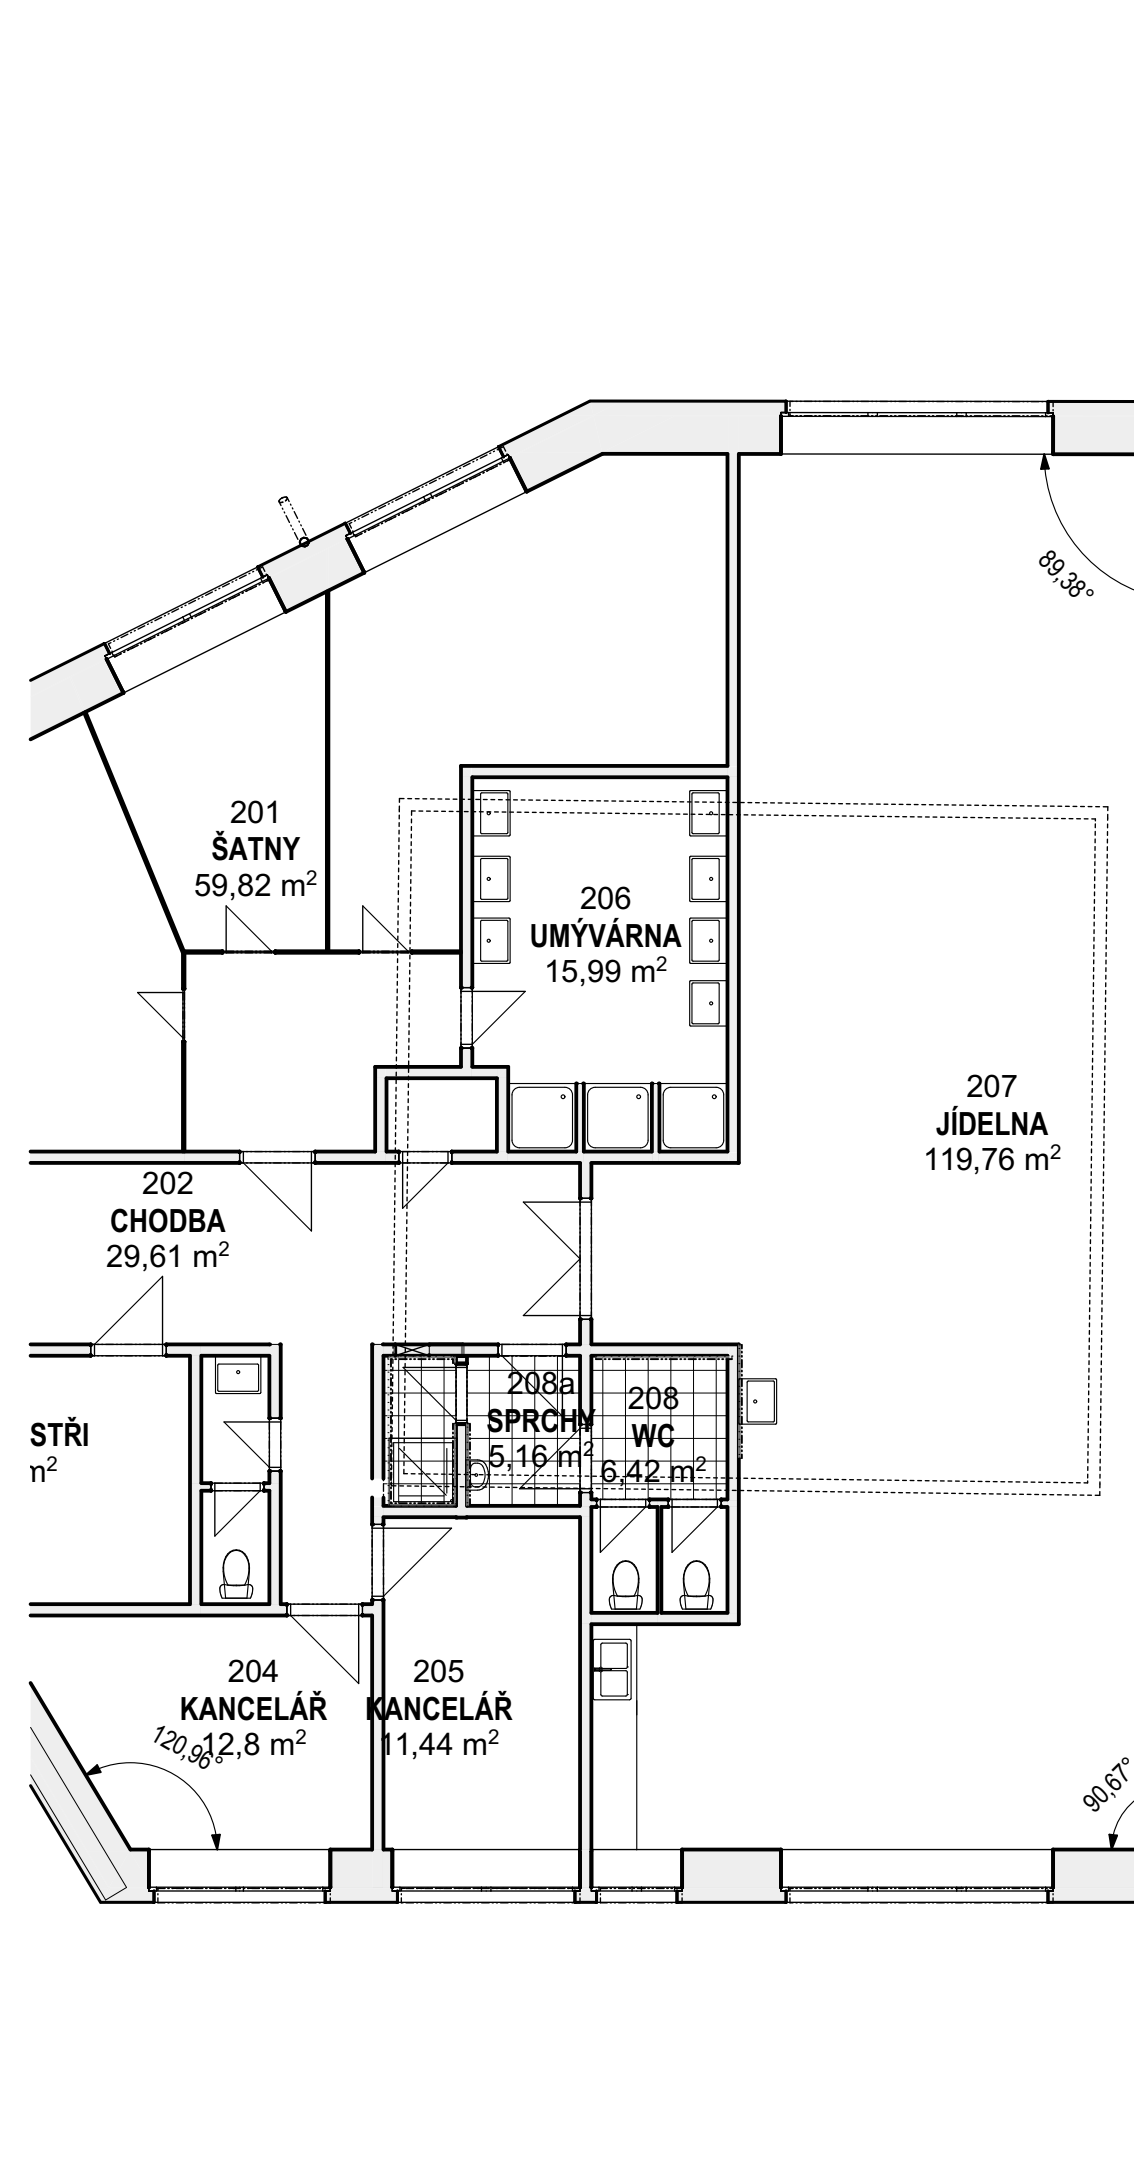 89,38°
201
ŠATNY
59,82 m²
206
UMÝVÁRNA
15,99 m²
207
JÍDELNA
119,76 m²
202
CHODBA
29,61 m²
208a
SPRCHY
5,16 m²
208
WC
6,42 m²
STŘI
m²
204
KANCELÁŘ
12,8 m²
205
KANCELÁŘ
11,44 m²
120,96°
90,67°